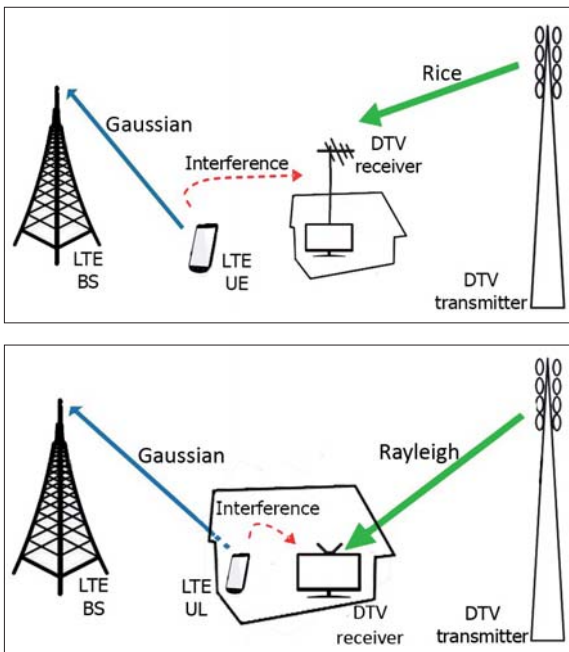 Rice
Gaussian
DTV
receiver
Interference
LTE
BS
LTE
UE
DTV
transmitter
Gaussian
Rayleigh
Interference
LTE
BS
LTE
UL
DTV
receiver
DTV
transmitter